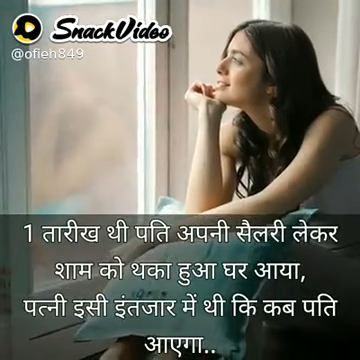 SnackVideo
@ofieh849
1 तारीख थी पति अपनी सैलरी लेकर
शाम को थका हुआ घर आया,
पत्नी इसी इंतजार में थी कि कब पति
आएगा..